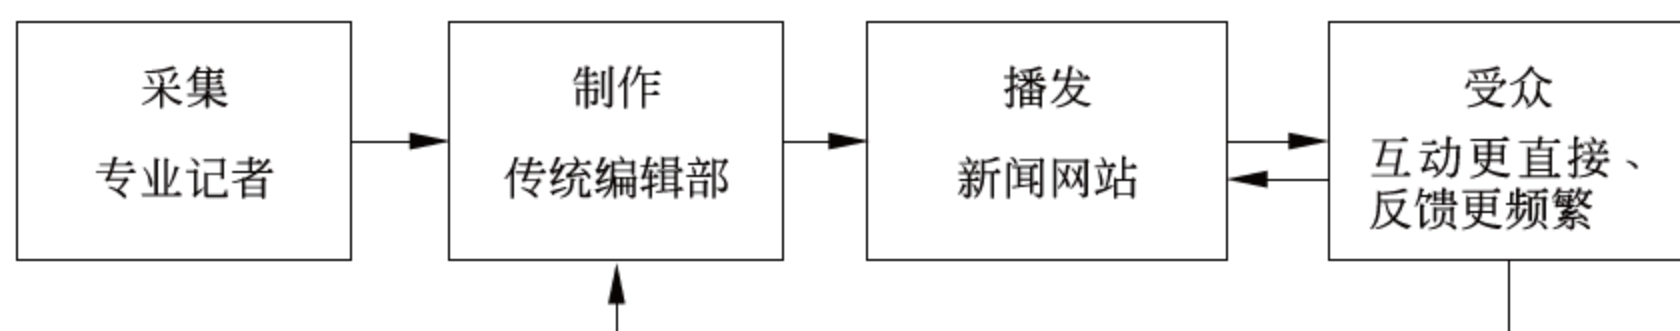 采集
专业记者
制作
传统编辑部
播发
新闻网站
受众
互动更直接、
反馈更频繁